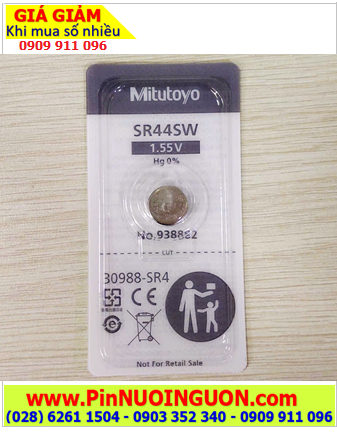 GIÁ GIẢM
Khi mua số nhiều
0909 911 096
Mitutoyo
SR44SW
1.55V
Hg 0%
No.938882
CUT
30988-SR4
CE
Not For Retail Sale
www.PinNUOINGUON.com
(028) 6261 1504 - 0903 352 340 - 0909 911 096